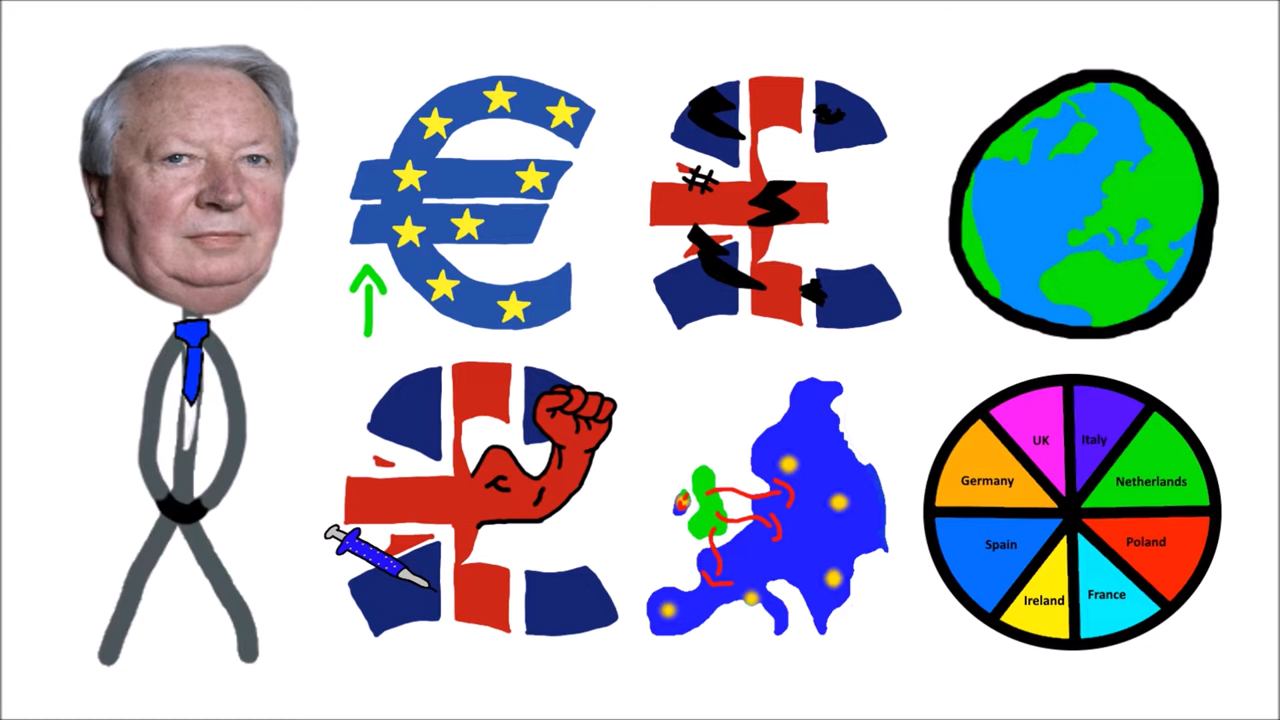 #
UK
Italy
Germany
Netherlands
Spain
Poland
Ireland
France